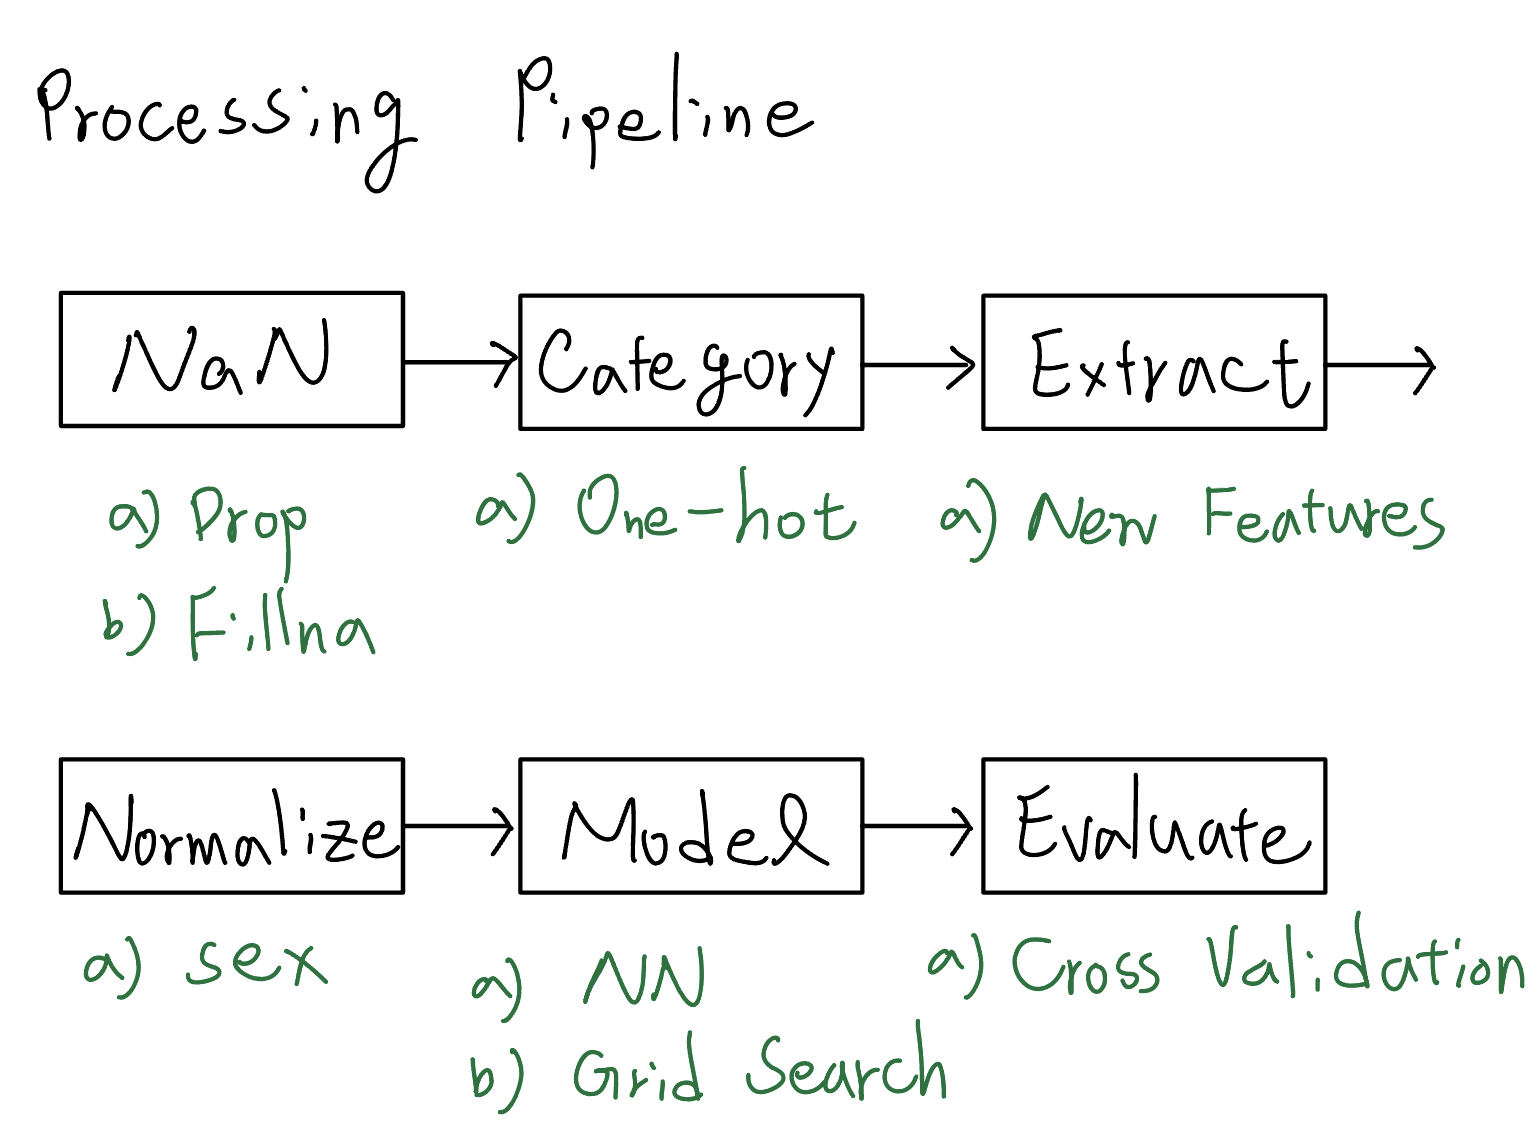 Processing Pipeline
NaN Category Extract
a) Drop a) One-hot a) New Features
b) Fillna
Normalize Model Evaluate
a) sex a) NN a) Cross Validation
b) Grid Search